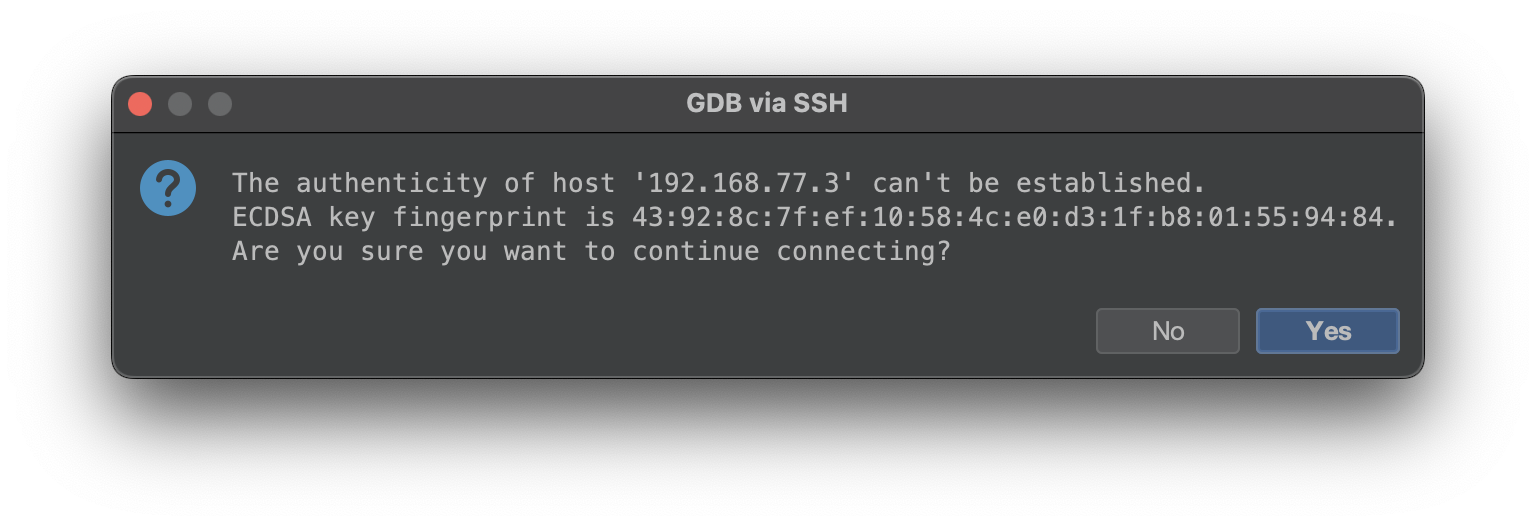 GDB via SSH
The authenticity of host '192.168.77.3' can't be established.
ECDSA key fingerprint is 43:92:8c:7f:ef:10:58:4c:e0:d3:1f:b8:01:55:94:84.
Are you sure you want to continue connecting?
No
Yes